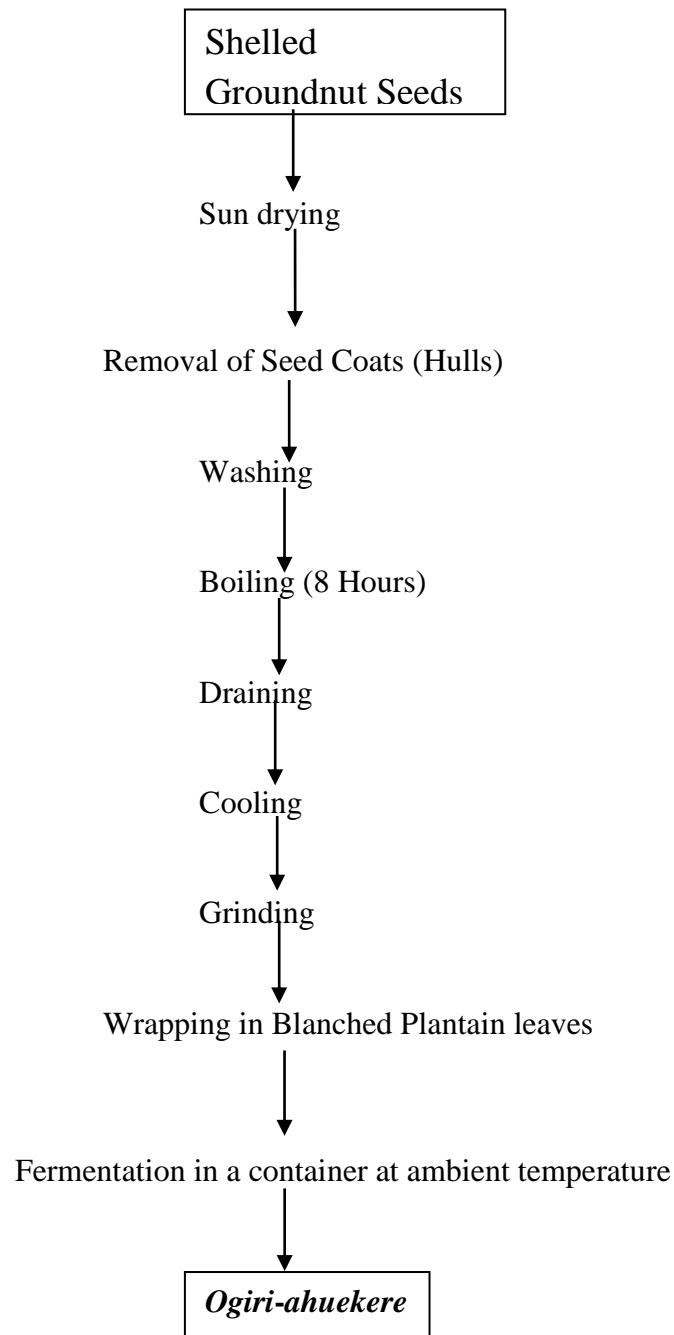 Shelled
Groundnut Seeds
Sun drying
Removal of Seed Coats (Hulls)
Washing
Boiling (8 Hours)
Draining
Cooling
Grinding
Wrapping in Blanched Plantain leaves
Fermentation in a container at ambient temperature
Ogiri-ahuekere